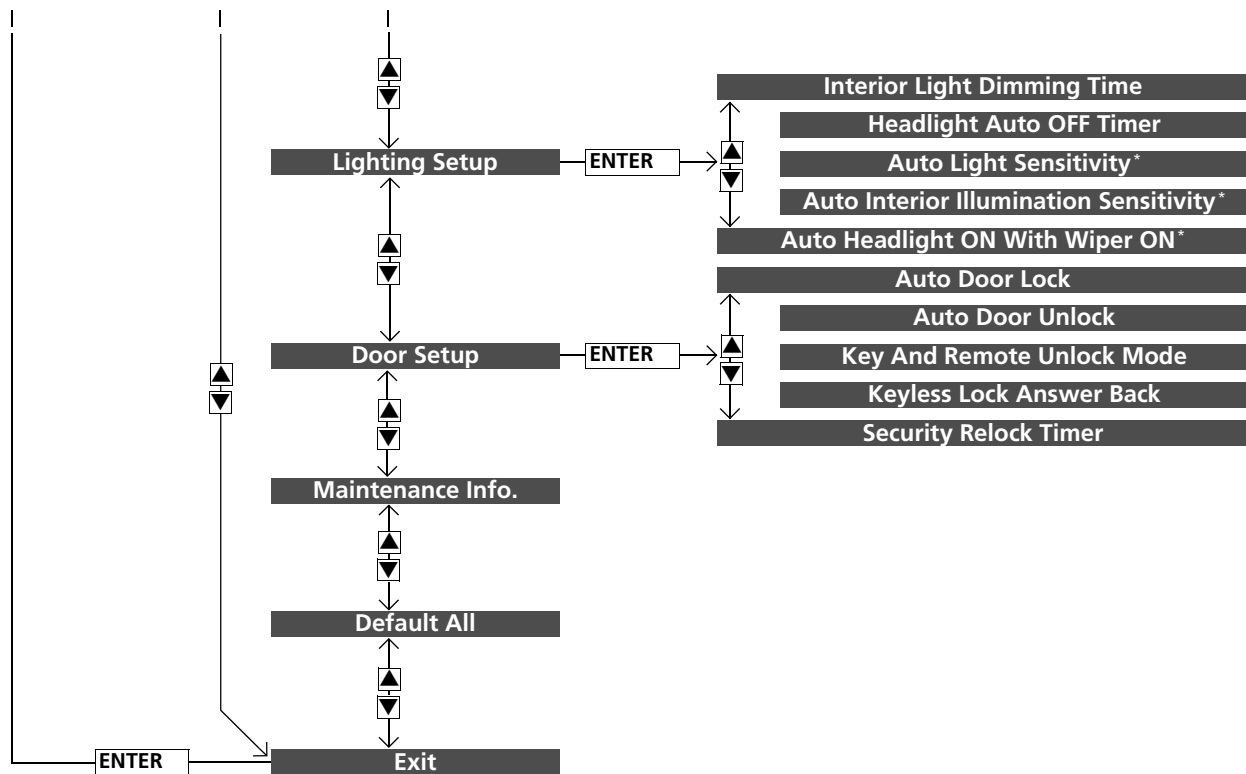 Interior Light Dimming Time
Headlight Auto OFF Timer
Lighting Setup
ENTER
Auto Light Sensitivity*
Auto Interior Illumination Sensitivity*
Auto Headlight ON With Wiper ON*
Auto Door Lock
Auto Door Unlock
Door Setup
ENTER
Key And Remote Unlock Mode
Keyless Lock Answer Back
Security Relock Timer
Maintenance Info.
Default All
ENTER
Exit